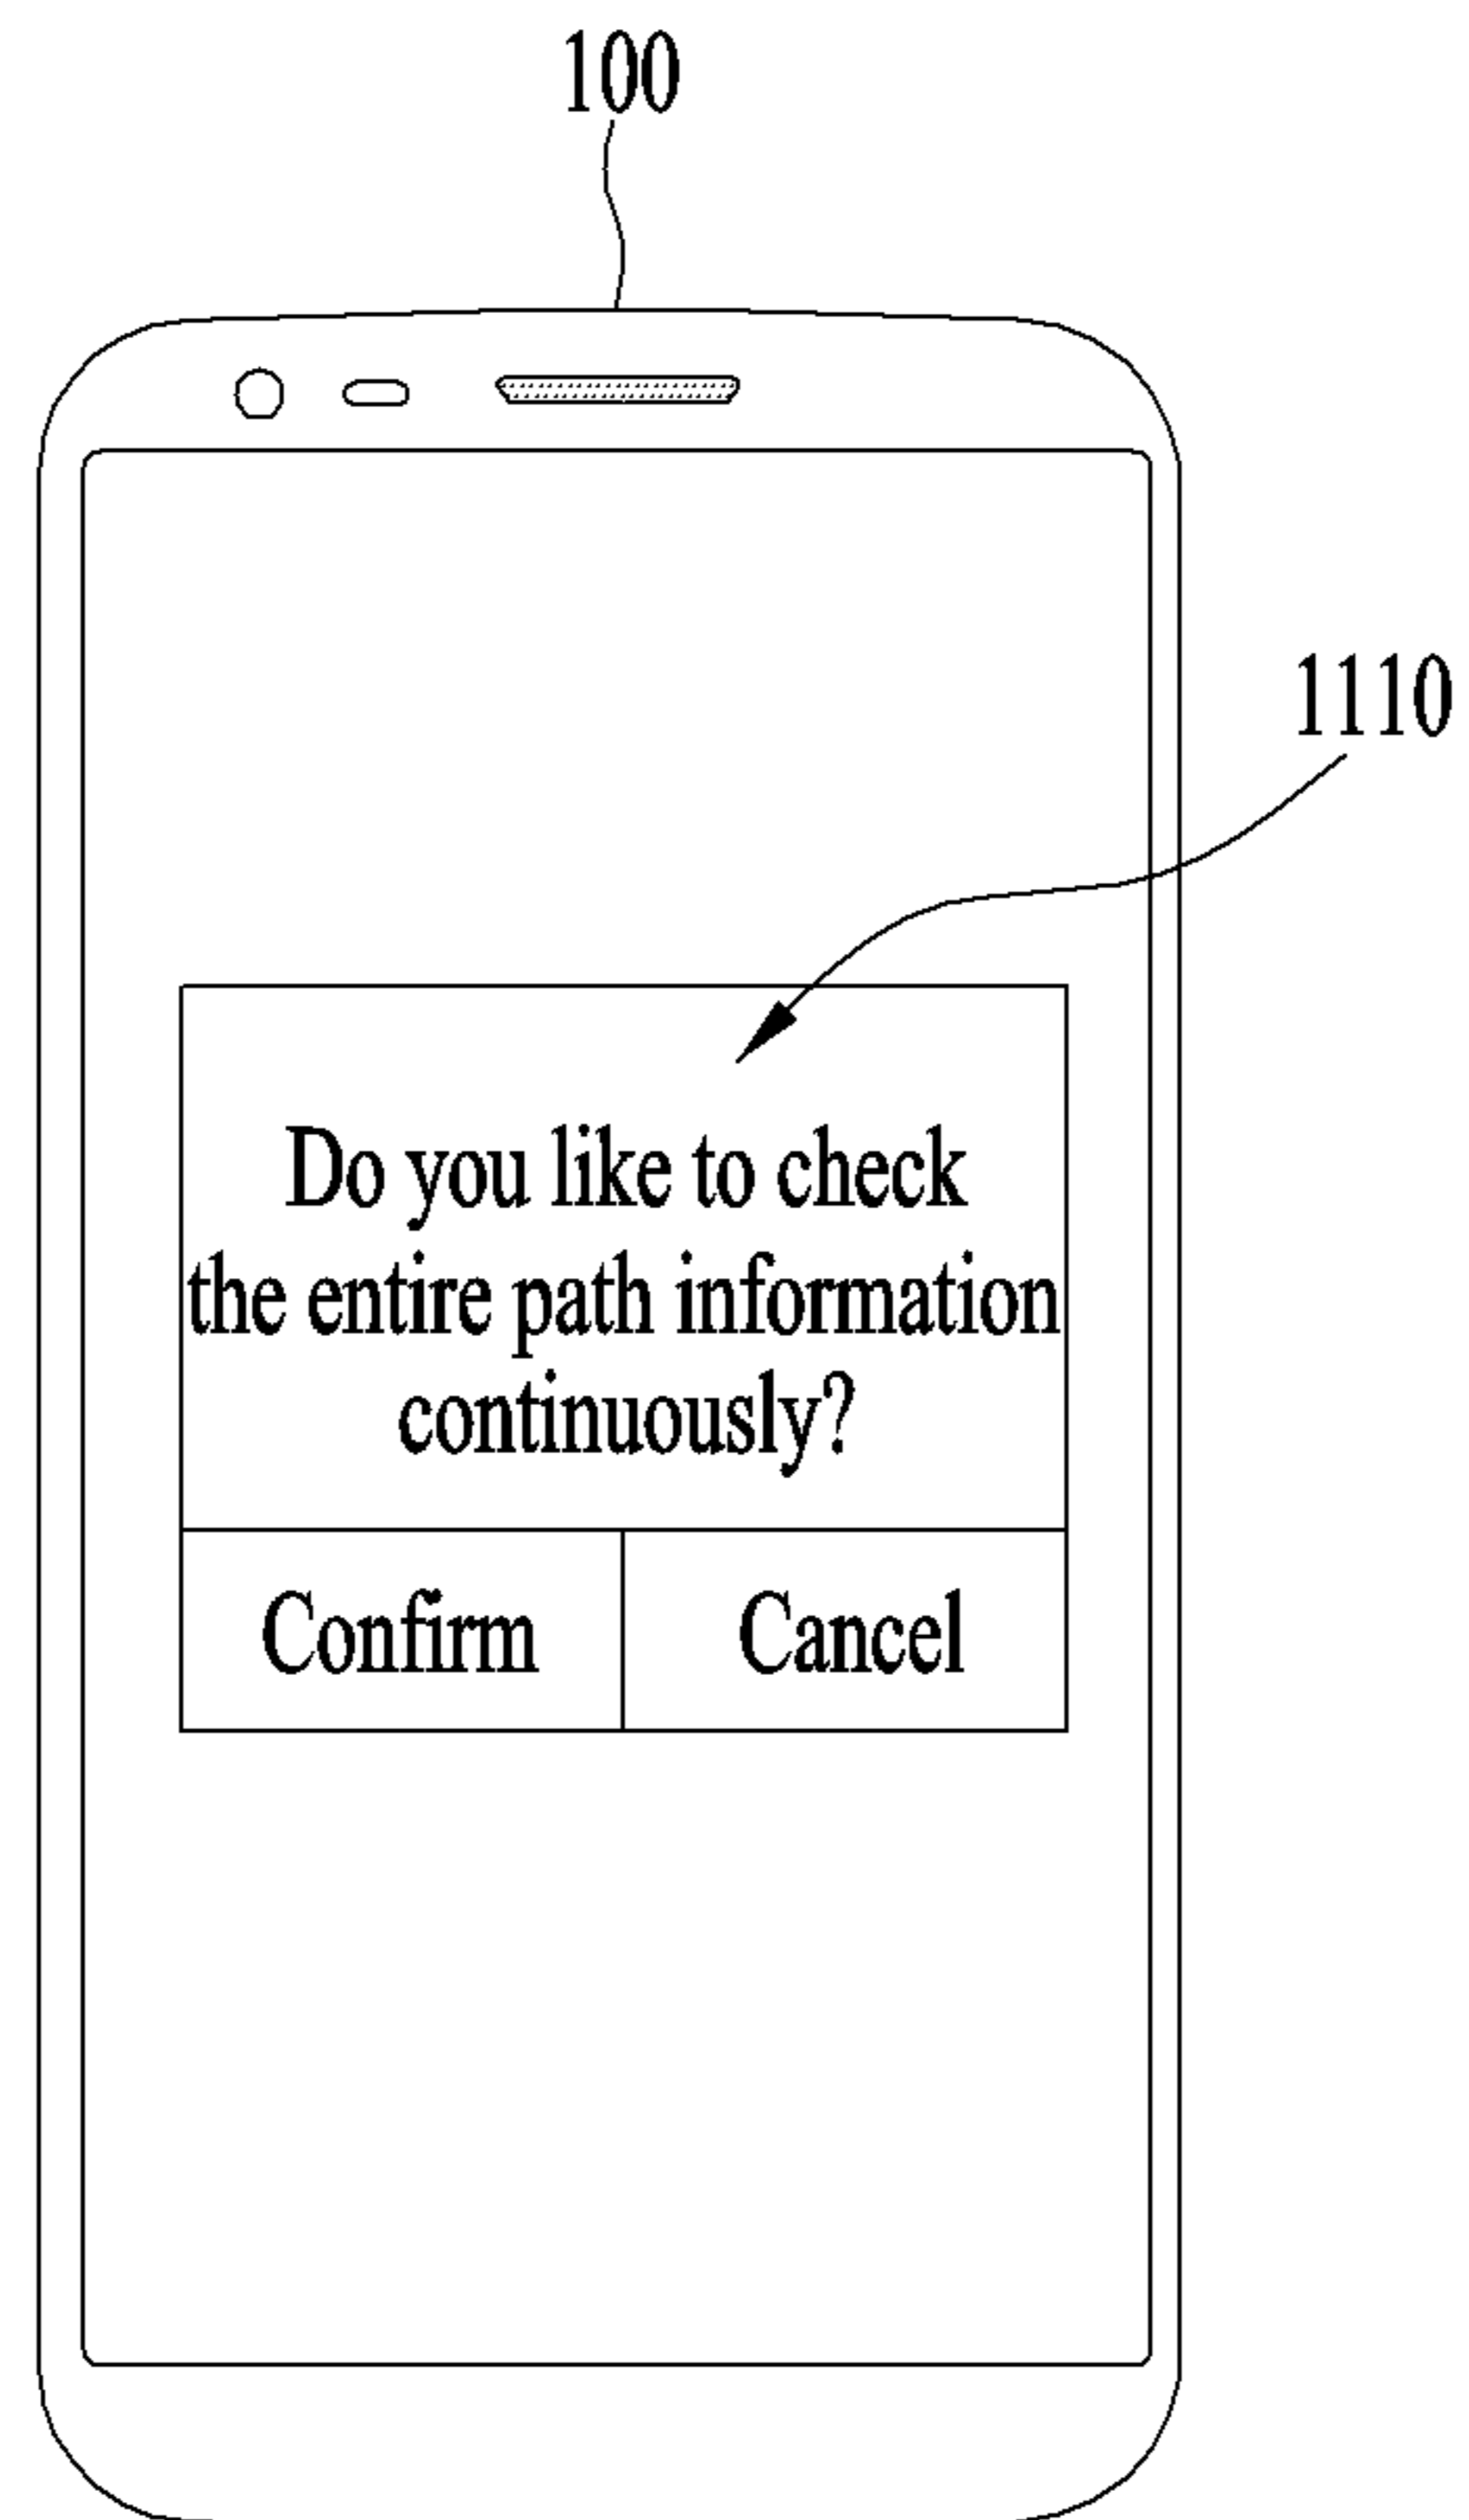 100
1110
Do you like to check
the entire path information
continuously?
Confirm Cancel